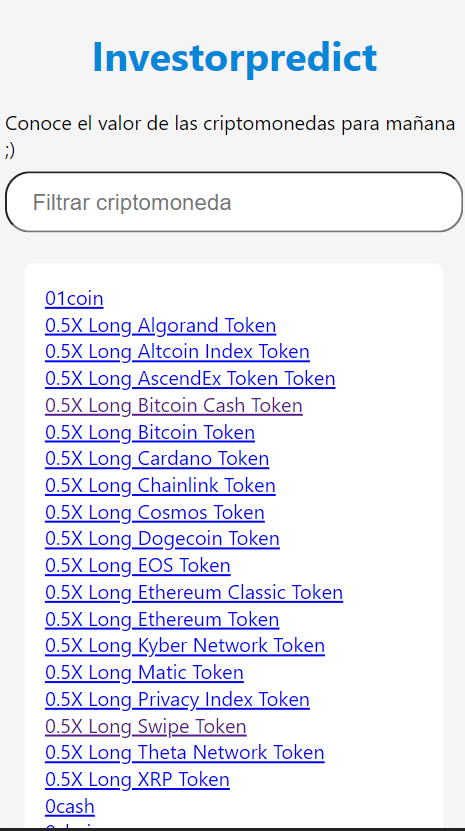 Investorpredict
Conoce el valor de las criptomonedas para mañana
;)
Filtrar criptomoneda
01coin
0.5X Long Algorand Token
0.5X Long Altcoin Index Token
0.5X Long AscendEx Token Token
0.5X Long Bitcoin Cash Token
0.5X Long Bitcoin Token
0.5X Long Cardano Token
0.5X Long Chainlink Token
0.5X Long Cosmos Token
0.5X Long Dogecoin Token
0.5X Long EOS Token
0.5X Long Ethereum Classic Token
0.5X Long Ethereum Token
0.5X Long Kyber Network Token
0.5X Long Matic Token
0.5X Long Privacy Index Token
0.5X Long Swipe Token
0.5X Long Theta Network Token
0.5X Long XRP Token
0cash